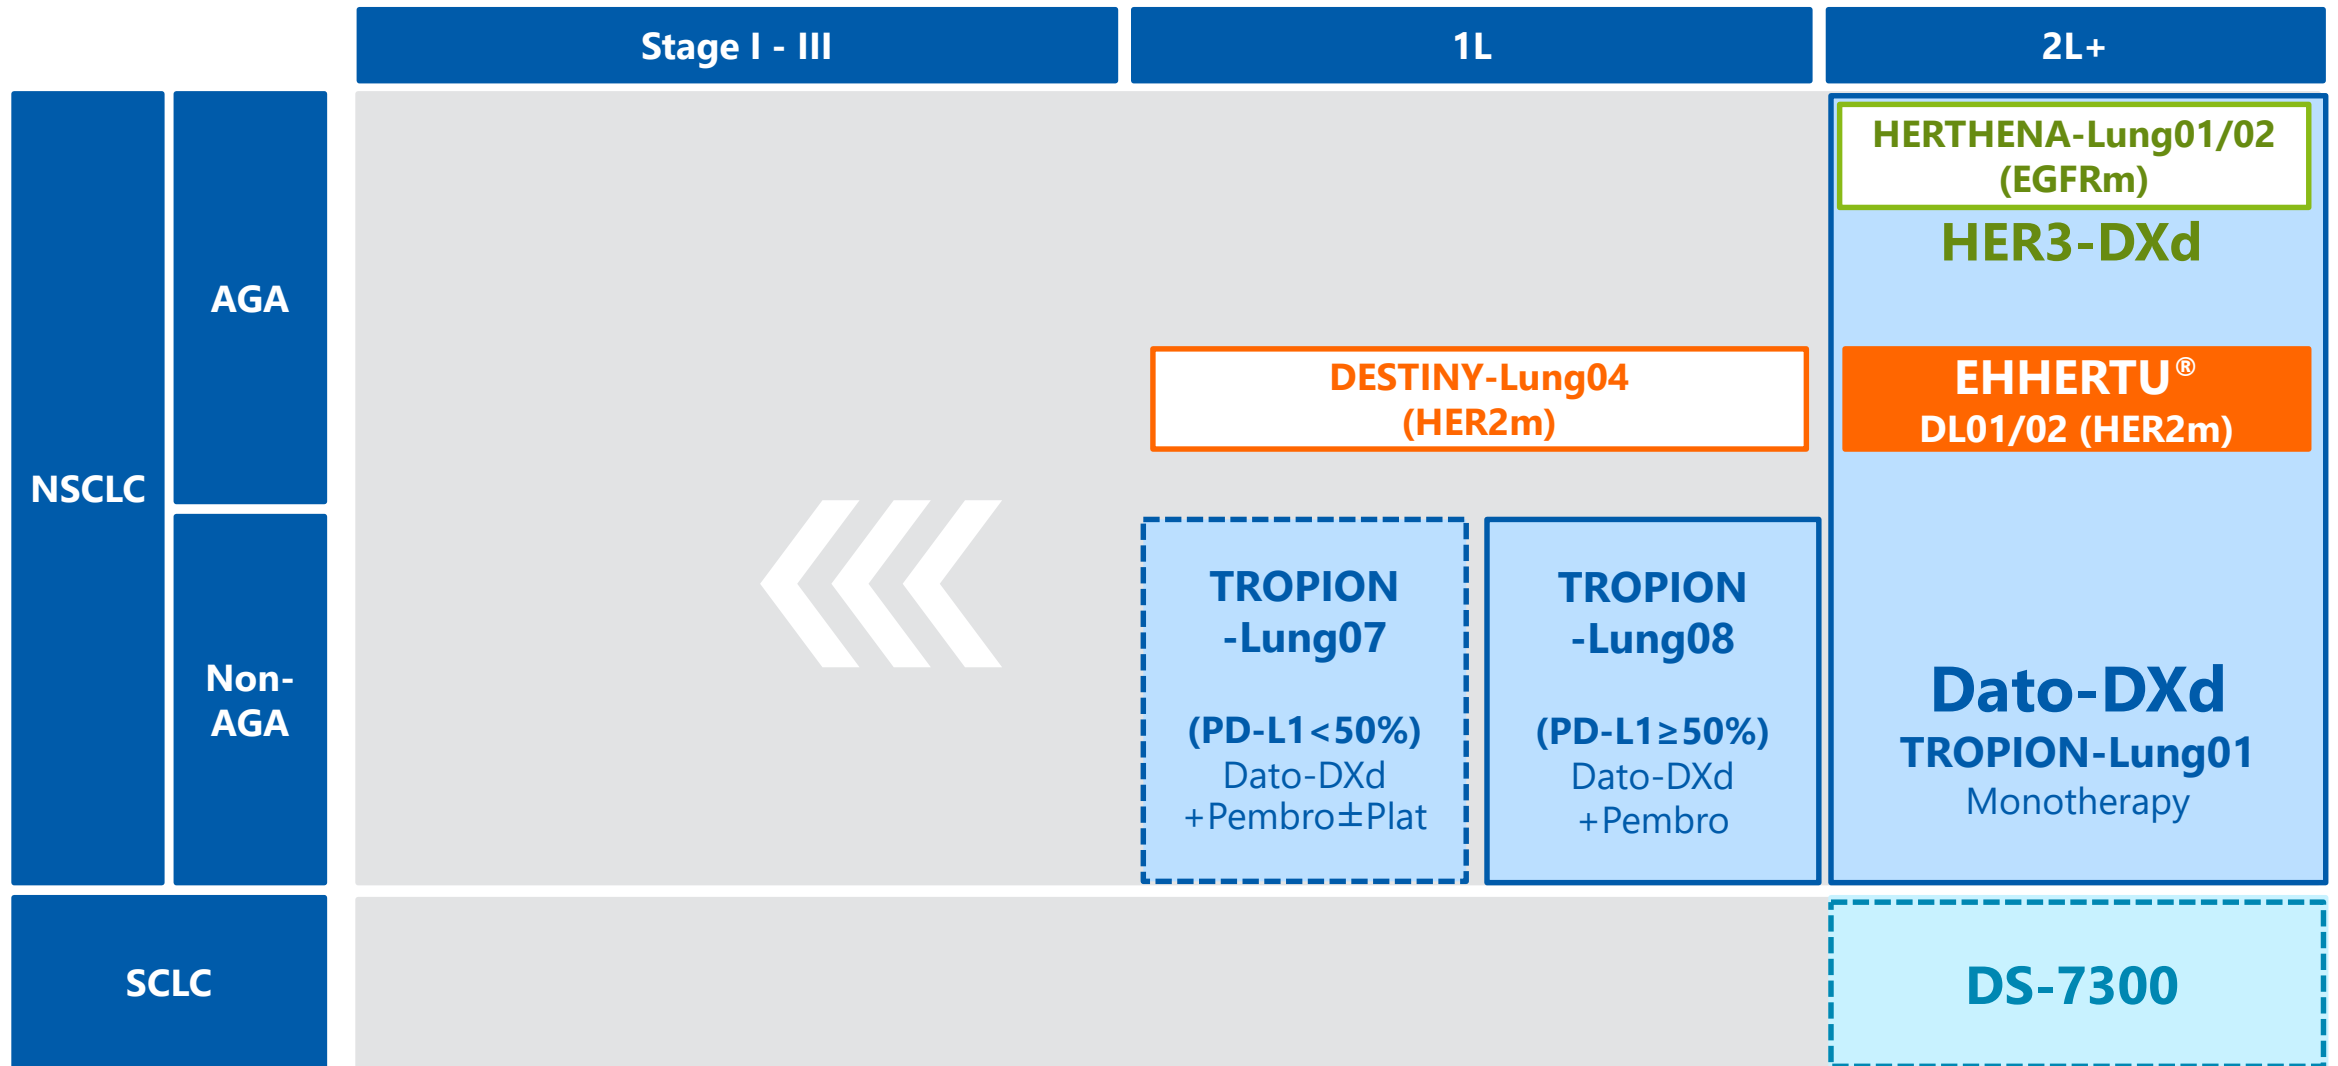 Stage I - III
1L
2L+
NSCLC
AGA
HERTHENA-Lung01/02
(EGFRm)
HER3-DXd
DESTINY-Lung04
(HER2m)
EHHERTU®
DL01/02 (HER2m)
Non-
AGA
TROPION
-Lung07
(PD-L1<50%)
Dato-DXd
+Pembro±Plat
TROPION
-Lung08
(PD-L1≥50%)
Dato-DXd
+Pembro
Dato-DXd
TROPION-Lung01
Monotherapy
SCLC
DS-7300